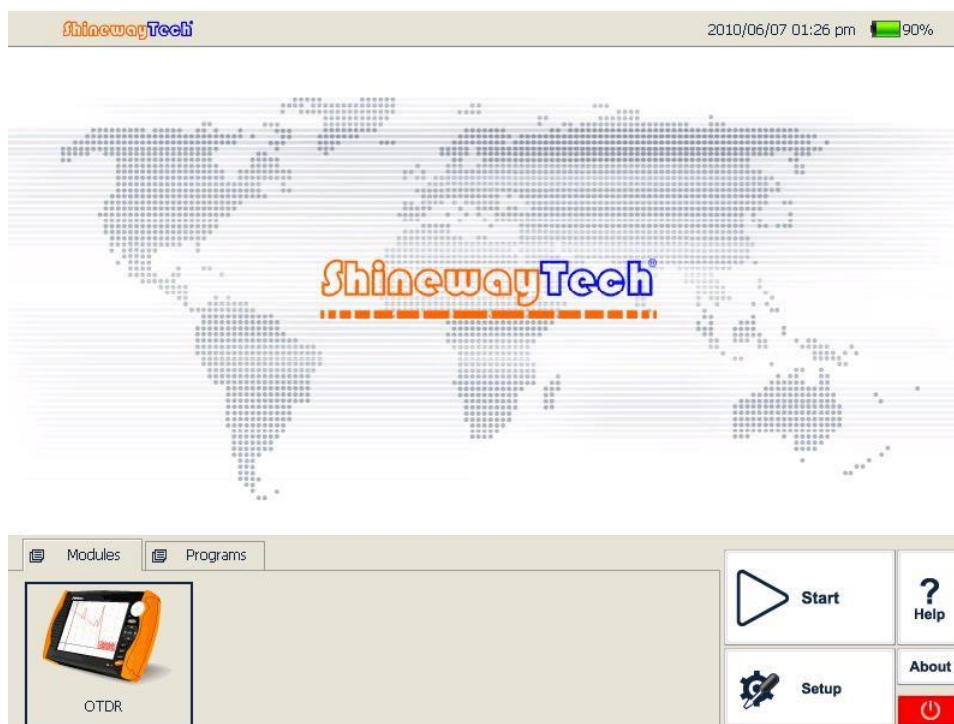 ShinewayTech
2010/06/07 01:26 pm 90%
ShinewayTech®
Modules Programs
Start
? Help
OTDR
Setup
About